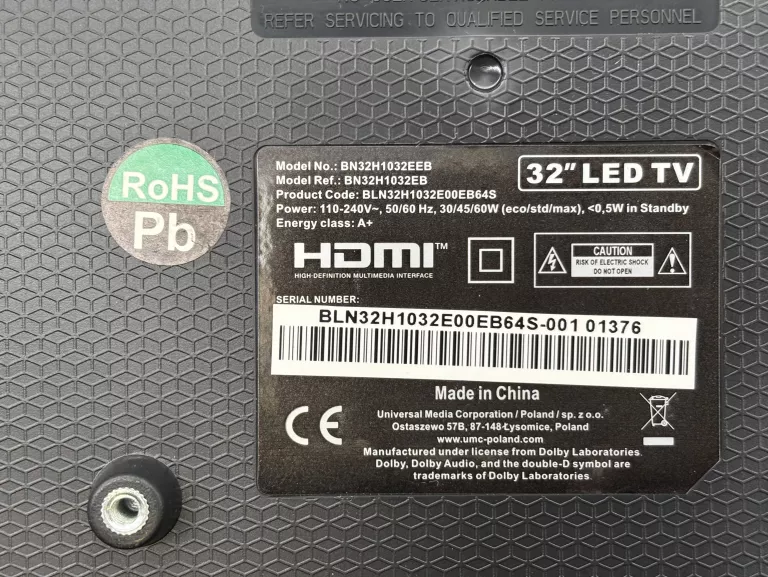 REFER SERVICING TO QUALIFIED SERVICE PERSONNEL
RoHS
Pb
Model No.: BN32H1032EEB
Model Ref.: BN32H1032EB
Product Code: BLN32H1032E00EB64S
Power: 110-240V~, 50/60 Hz, 30/45/60W (eco/std/max), <0,5W in Standby
Energy class: A+
32" LED TV
HDMI™
HIGH-DEFINITION MULTIMEDIA INTERFACE
CAUTION
RISK OF ELECTRIC SHOCK
DO NOT OPEN
SERIAL NUMBER:
BLN32H1032E00EB64S-001 01376
Made in China
CE
Universal Media Corporation / Poland / sp. z o.o.
Ostaszewo 57B, 87-148 Łysomice, Poland
www.umc-poland.com
Manufactured under license from Dolby Laboratories.
Dolby, Dolby Audio, and the double-D symbol are
trademarks of Dolby Laboratories